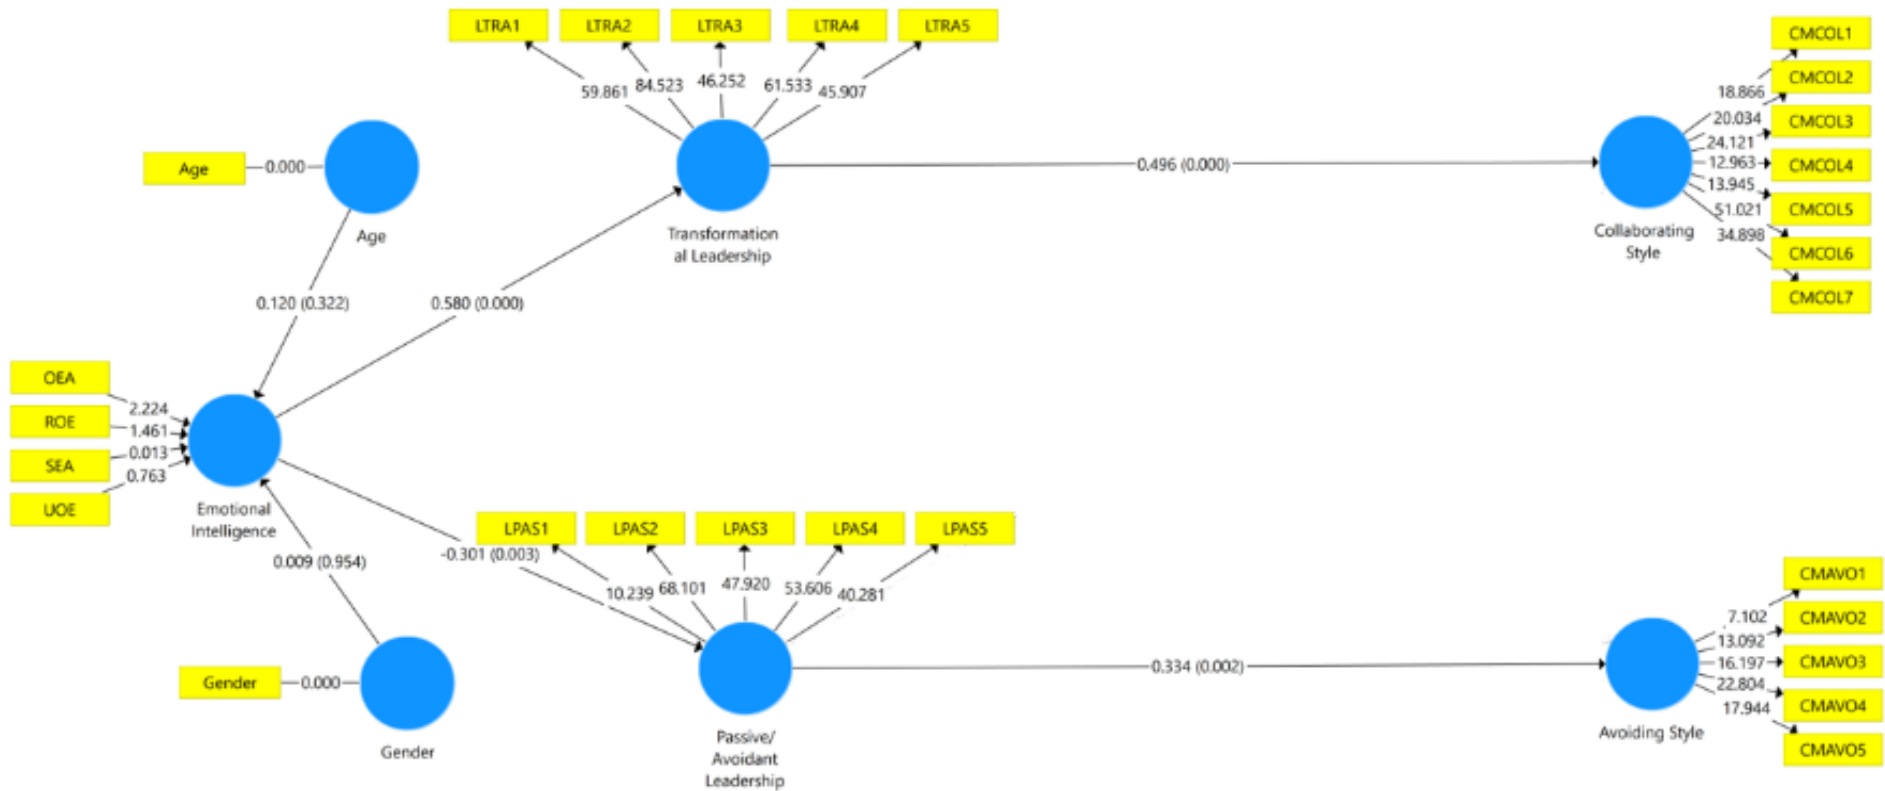 LTRA1
LTRA2
LTRA3
LTRA4
LTRA5
59.861
84.523
46.252
61.533
45.907
CMCOL1
CMCOL2
CMCOL3
CMCOL4
CMCOL5
CMCOL6
CMCOL7
18.866
20.034
24.121
12.963
13.945
51.021
34.898
Age
0.000
Age
Transformation
al Leadership
0.496 (0.000)
Collaborating
Style
0.120 (0.322)
0.580 (0.000)
OEA
ROE
SEA
UOE
2.224
1.461
0.013
0.763
Emotional
Intelligence
0.009 (0.954)
-0.301 (0.003)
LPAS1
LPAS2
LPAS3
LPAS4
LPAS5
10.239
68.101
47.920
53.606
40.281
Gender
0.000
Gender
Passive/
Avoidant
Leadership
0.334 (0.002)
Avoiding Style
7.102
13.092
16.197
22.804
17.944
CMAVO1
CMAVO2
CMAVO3
CMAVO4
CMAVO5